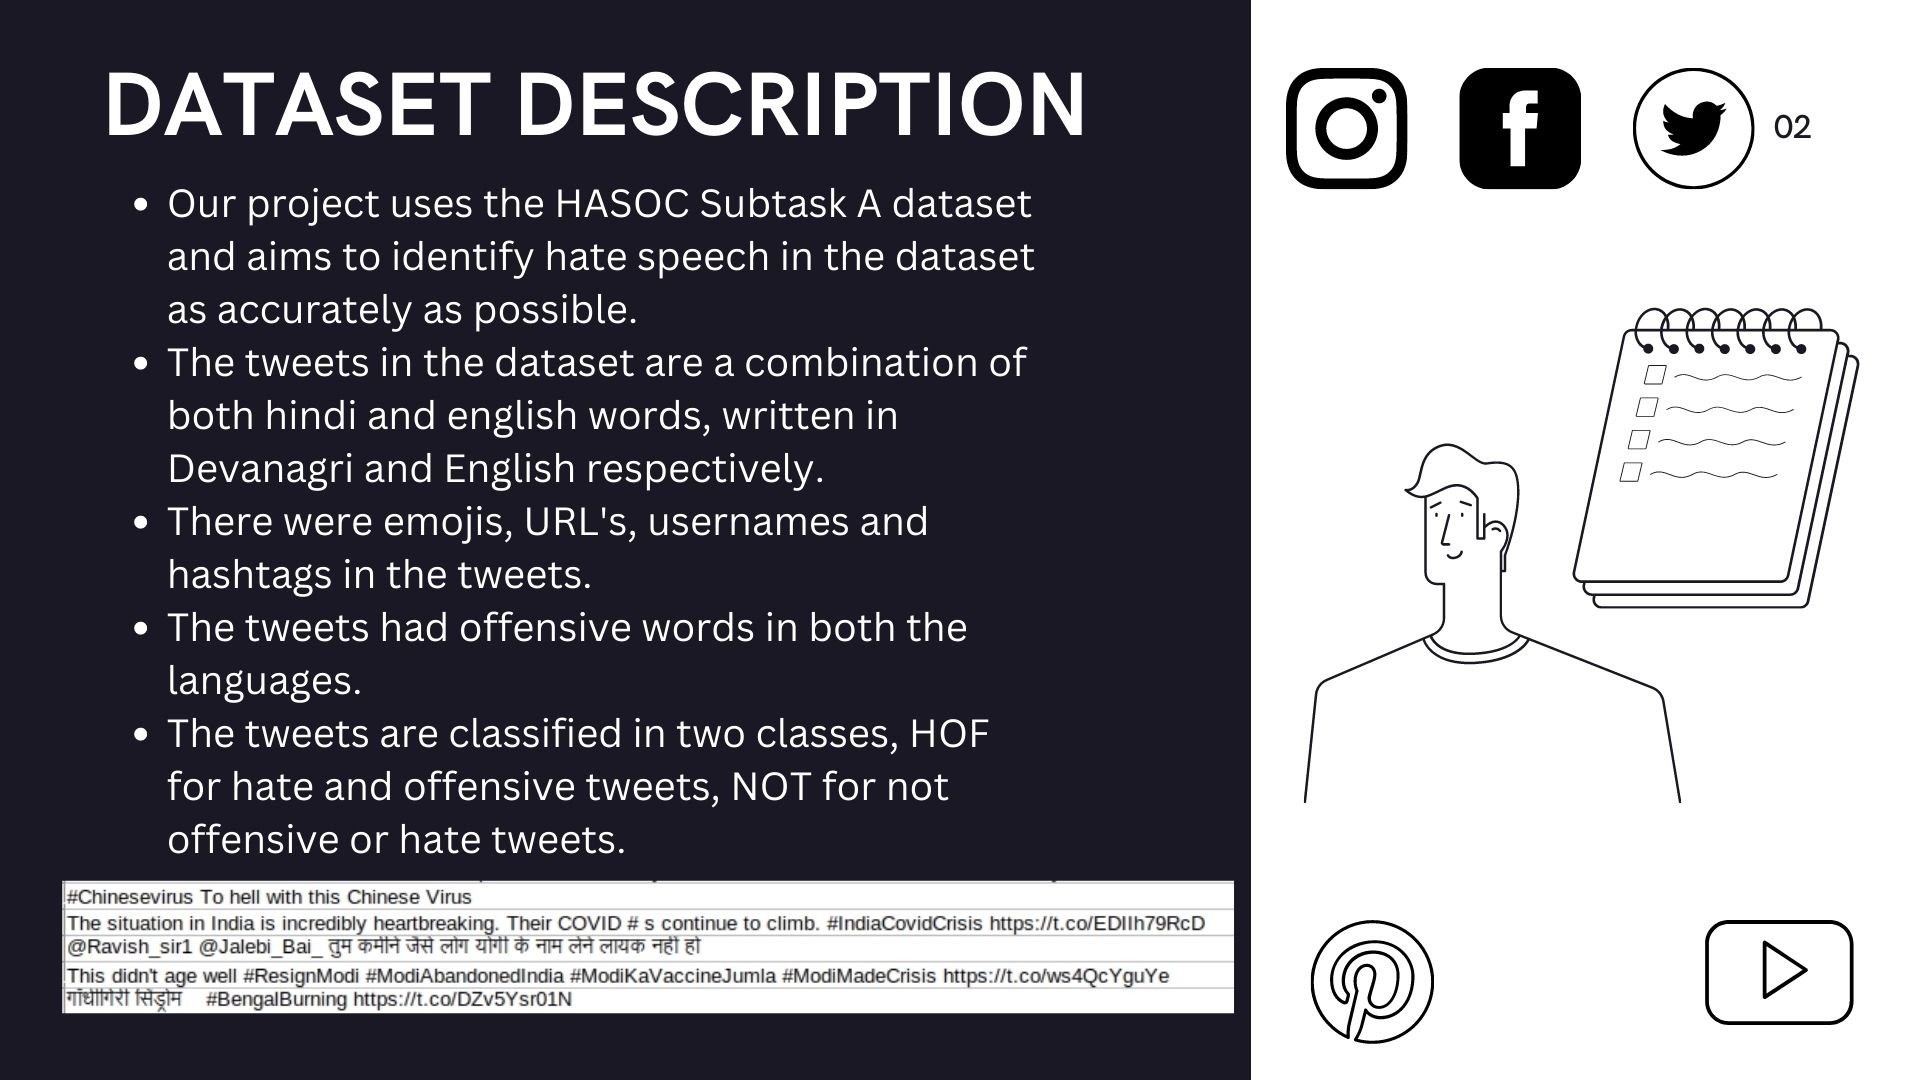 DATASET DESCRIPTION
02
• Our project uses the HASOC Subtask A dataset
and aims to identify hate speech in the dataset
as accurately as possible.
• The tweets in the dataset are a combination of
both hindi and english words, written in
Devanagri and English respectively.
• There were emojis, URL's, usernames and
hashtags in the tweets.
• The tweets had offensive words in both the
languages.
• The tweets are classified in two classes, HOF
for hate and offensive tweets, NOT for not
offensive or hate tweets.
#Chinesevirus To hell with this Chinese Virus
The situation in India is incredibly heartbreaking. Their COVID # s continue to climb. #IndiaCovidCrisis https://t.co/EDIIh79RcD
@Ravish_sir1 @Jalebi_Bai_ तुम कमीने जैसे लोग योगी के नाम लेने लायक नहीं हो
This didn't age well #ResignModi #ModiAbandonedIndia #ModiKaVaccineJumla #ModiMadeCrisis https://t.co/ws4QcYguYe
गाँधीगिरी सिंड्रोम #BengalBurning https://t.co/DZv5Ysr01N